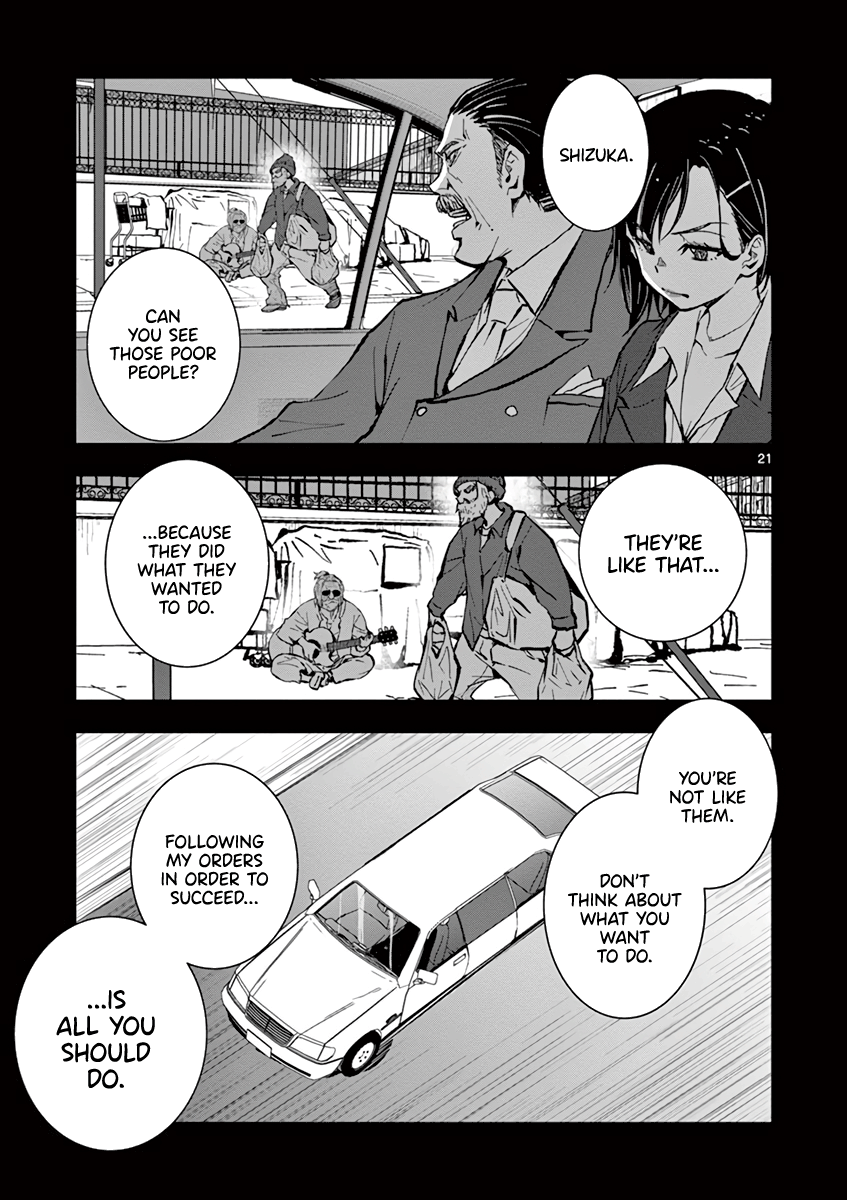 SHIZUKA.
CAN
YOU SEE
THOSE POOR
PEOPLE?
21
THEY'RE
LIKE THAT...
...BECAUSE
THEY DID
WHAT THEY
WANTED
TO DO.
YOU'RE
NOT LIKE
THEM.
DON'T
THINK ABOUT
WHAT YOU
WANT
TO DO.
FOLLOWING
MY ORDERS
IN ORDER TO
SUCCEED...
...IS
ALL YOU
SHOULD
DO.